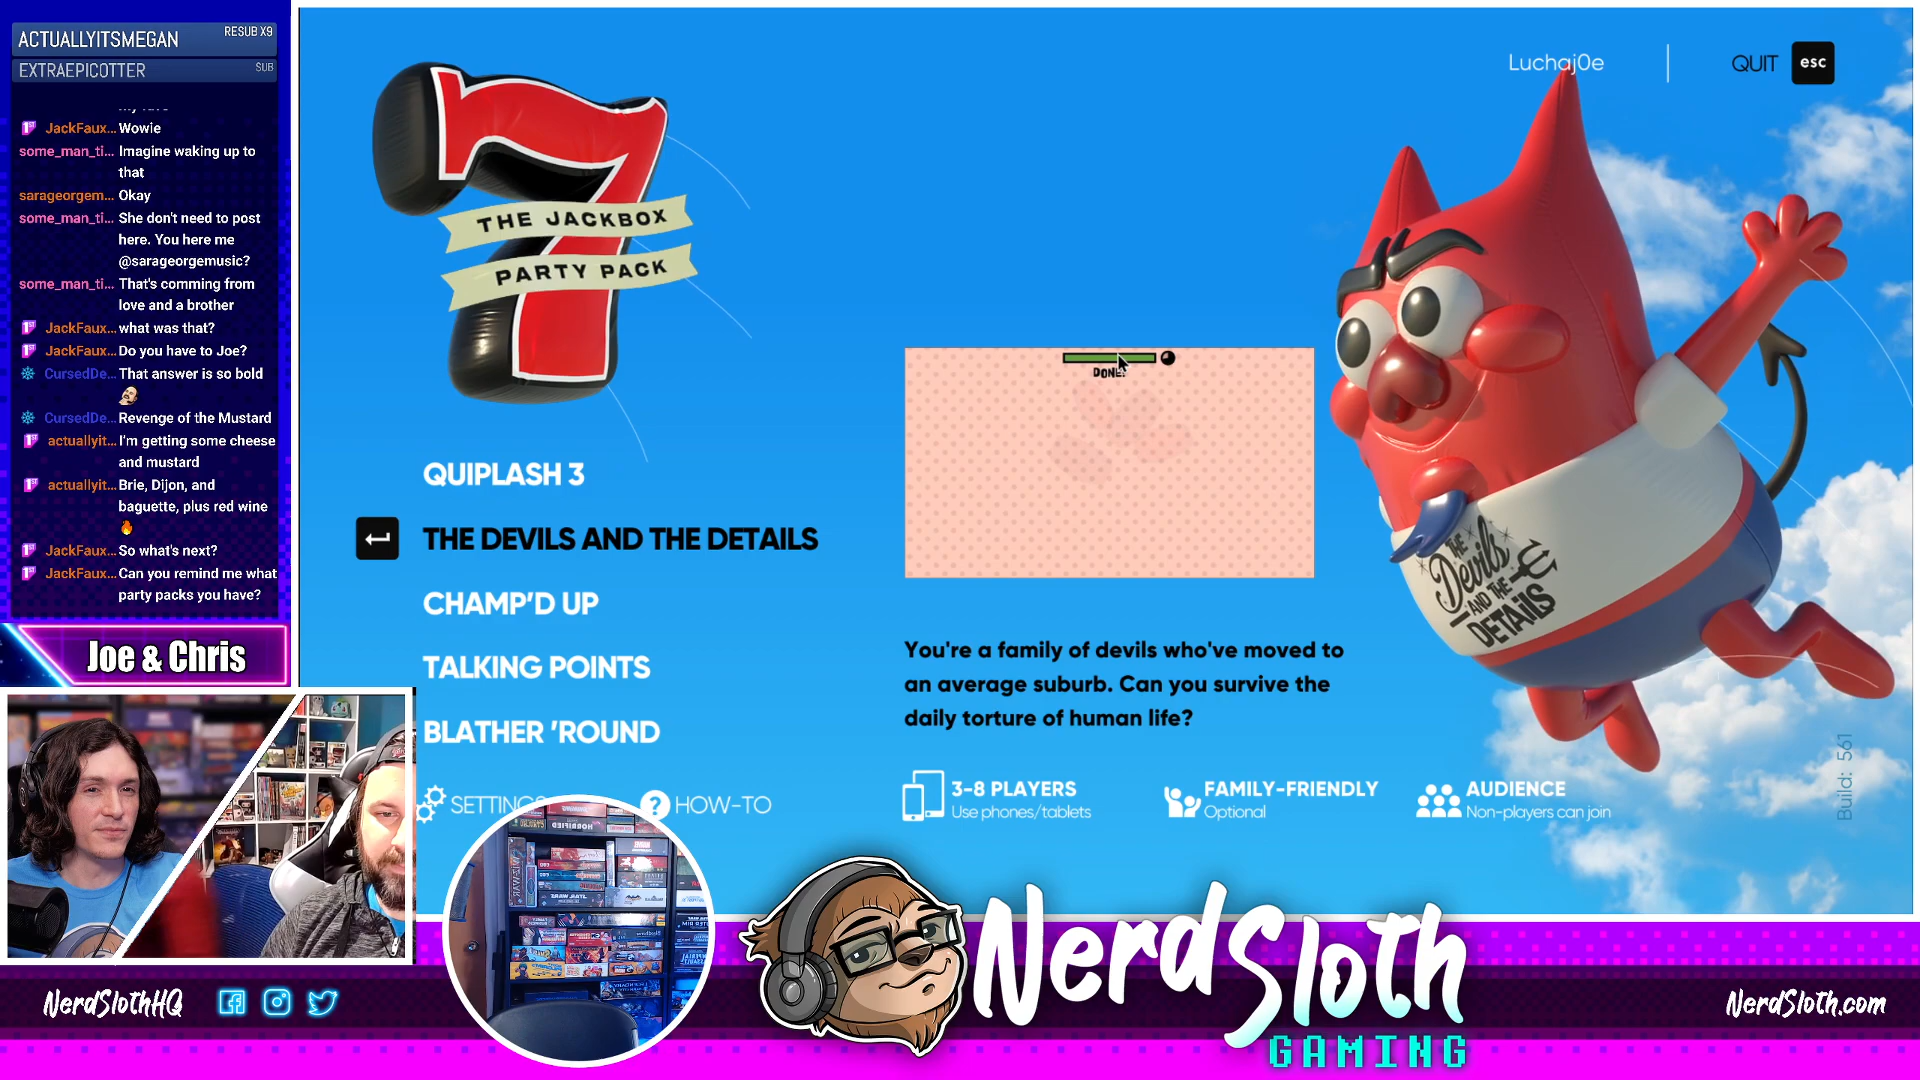 ACTUALLYITSMEGAN RESUB X9
EXTRAEPICOTTER SUB
JackFaux... Wowie
some_man_ti... Imagine waking up to
that
sarageorgem... Okay
some_man_ti... She don't need to post
here. You here me
@sarageorgemusic?
some_man_ti... That's comming from
love and a brother
JackFaux... what was that?
JackFaux... Do you have to Joe?
CursedDe... That answer is so bold
CursedDe... Revenge of the Mustard
actuallyit... I'm getting some cheese
and mustard
actuallyit... Brie, Dijon, and
baguette, plus red wine
JackFaux... So what's next?
JackFaux... Can you remind me what
party packs you have?
Joe & Chris
Luchaj0e
QUIT esc
7
THE JACKBOX
PARTY PACK
QUIPLASH 3
THE DEVILS AND THE DETAILS
CHAMP'D UP
TALKING POINTS
BLATHER 'ROUND
SETTINGS
HOW-TO
DONE!
You're a family of devils who've moved to
an average suburb. Can you survive the
daily torture of human life?
3-8 PLAYERS
Use phones/tablets
FAMILY-FRIENDLY
Optional
AUDIENCE
Non-players can join
Build: 561
THE
Devils
AND THE
DETAILS
NerdSlothHQ
NerdSloth
GAMING
NerdSloth.com